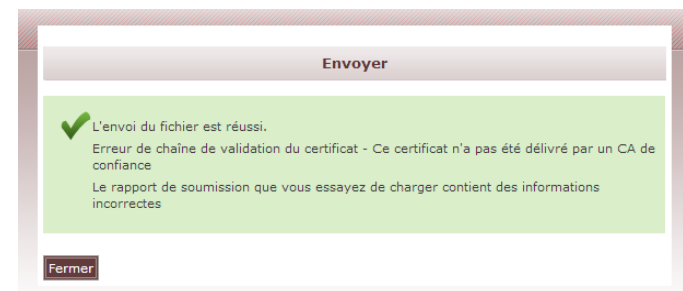 Envoyer
L'envoi du fichier est réussi.
Erreur de chaîne de validation du certificat - Ce certificat n'a pas été délivré par un CA de
confiance
Le rapport de soumission que vous essayez de charger contient des informations
incorrectes
Fermer